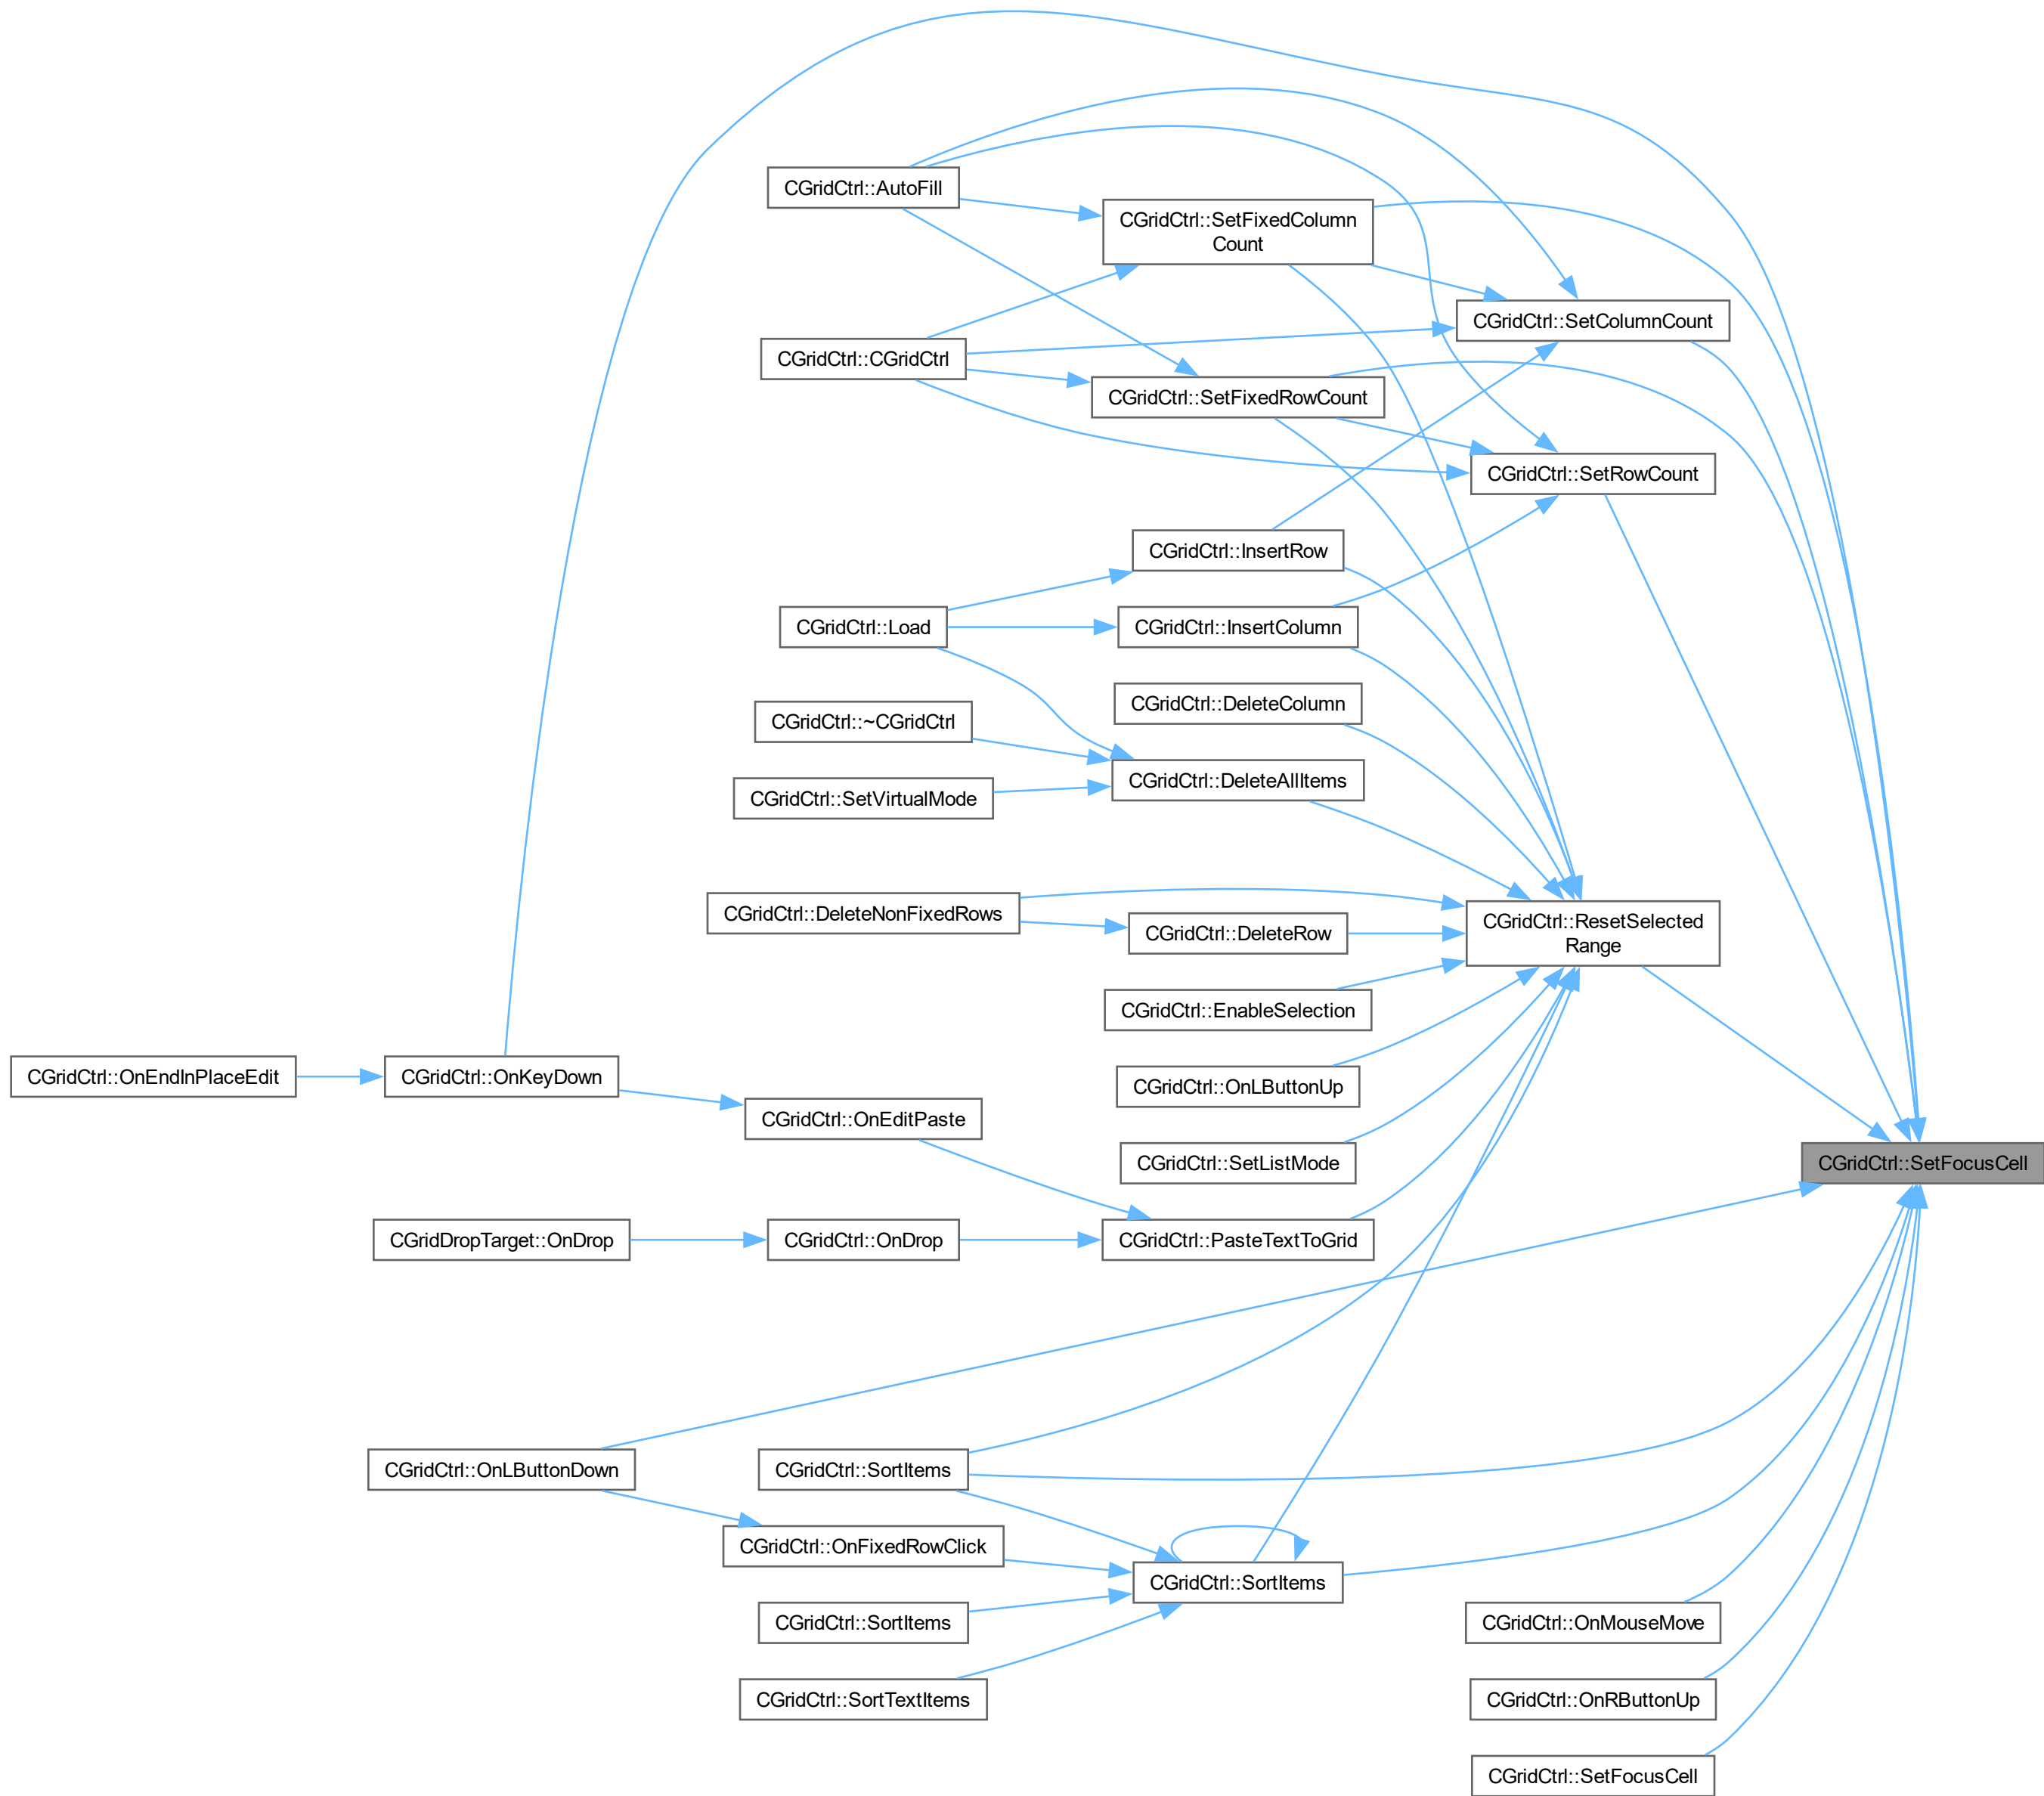 CGridCtrl::AutoFill
CGridCtrl::SetFixedColumn
Count
CGridCtrl::SetColumnCount
CGridCtrl::CGridCtrl
CGridCtrl::SetFixedRowCount
CGridCtrl::SetRowCount
CGridCtrl::InsertRow
CGridCtrl::Load
CGridCtrl::InsertColumn
CGridCtrl::DeleteColumn
CGridCtrl::~CGridCtrl
CGridCtrl::DeleteAllItems
CGridCtrl::SetVirtualMode
CGridCtrl::DeleteNonFixedRows
CGridCtrl::ResetSelected
Range
CGridCtrl::DeleteRow
CGridCtrl::EnableSelection
CGridCtrl::OnEndInPlaceEdit
CGridCtrl::OnKeyDown
CGridCtrl::OnLButtonUp
CGridCtrl::OnEditPaste
CGridCtrl::SetListMode
CGridCtrl::SetFocusCell
CGridDropTarget::OnDrop
CGridCtrl::OnDrop
CGridCtrl::PasteTextToGrid
CGridCtrl::OnLButtonDown
CGridCtrl::SortItems
CGridCtrl::OnFixedRowClick
CGridCtrl::SortItems
CGridCtrl::SortItems
CGridCtrl::OnMouseMove
CGridCtrl::SortTextItems
CGridCtrl::OnRButtonUp
CGridCtrl::SetFocusCell